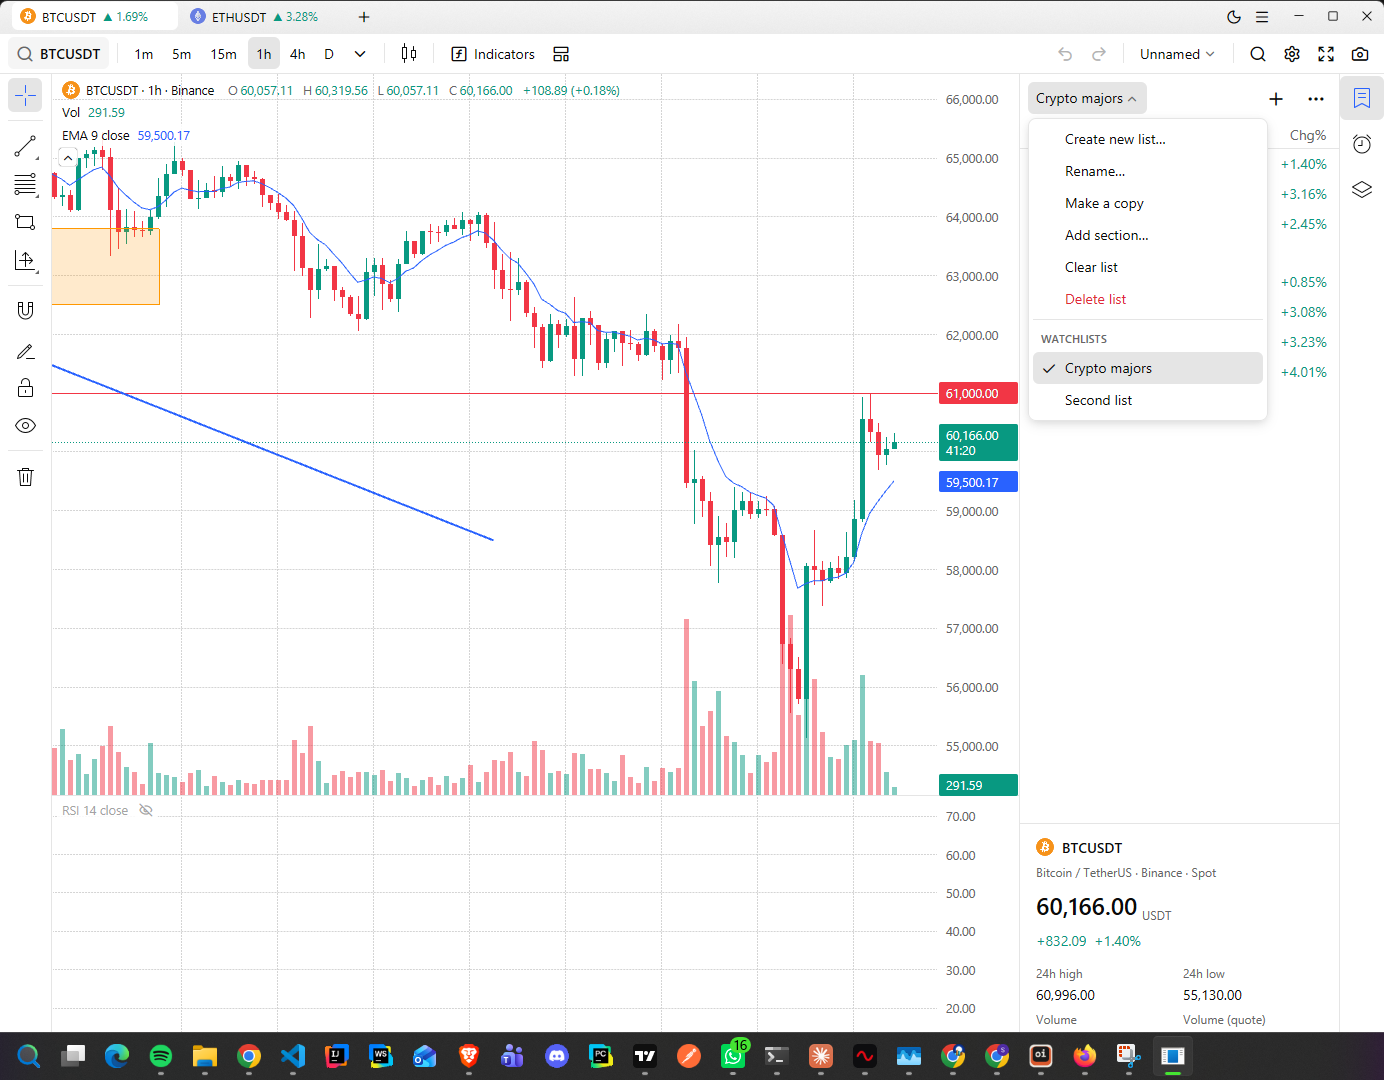 BTCUSDT ▲ 1.69%
ETHUSDT ▲ 3.28%
BTCUSDT 1m 5m 15m 1h 4h D Indicators Unnamed
BTCUSDT · 1h · Binance O 60,057.11 H 60,319.56 L 60,057.11 C 60,166.00 +108.89 (+0.18%)
Vol 291.59
EMA 9 close 59,500.17
66,000.00
65,000.00
64,000.00
63,000.00
62,000.00
61,000.00
60,166.00
41:20
59,500.17
59,000.00
58,000.00
57,000.00
56,000.00
55,000.00
291.59
RSI 14 close
70.00
60.00
50.00
40.00
30.00
20.00
Crypto majors
Chg%
+1.40%
+3.16%
+2.45%
+0.85%
+3.08%
+3.23%
+4.01%
Create new list...
Rename...
Make a copy
Add section...
Clear list
Delete list
WATCHLISTS
Crypto majors
Second list
BTCUSDT
Bitcoin / TetherUS · Binance · Spot
60,166.00 USDT
+832.09 +1.40%
24h high 24h low
60,996.00 55,130.00
Volume Volume (quote)
IJ WS PC 16 oi